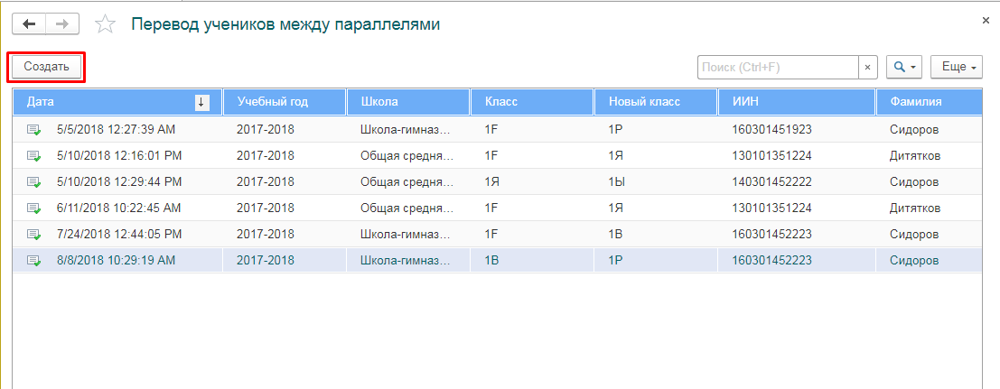 Перевод учеников между параллелями
×
Создать Поиск (Ctrl+F) × Еще
Дата ↓ Учебный год Школа Класс Новый класс ИИН Фамилия
5/5/2018 12:27:39 AM 2017-2018 Школа-гимназ... 1F 1P 160301451923 Сидоров
5/10/2018 12:16:01 PM 2017-2018 Общая средня... 1F 1Я 130101351224 Дитятков
5/10/2018 12:29:44 PM 2017-2018 Общая средня... 1Я 1Ы 140301452222 Сидоров
6/11/2018 10:22:45 AM 2017-2018 Общая средня... 1F 1Я 130101351224 Дитятков
7/24/2018 12:44:05 PM 2017-2018 Школа-гимназ... 1F 1В 160301452223 Сидоров
8/8/2018 10:29:19 AM 2017-2018 Школа-гимназ... 1В 1P 160301452223 Сидоров